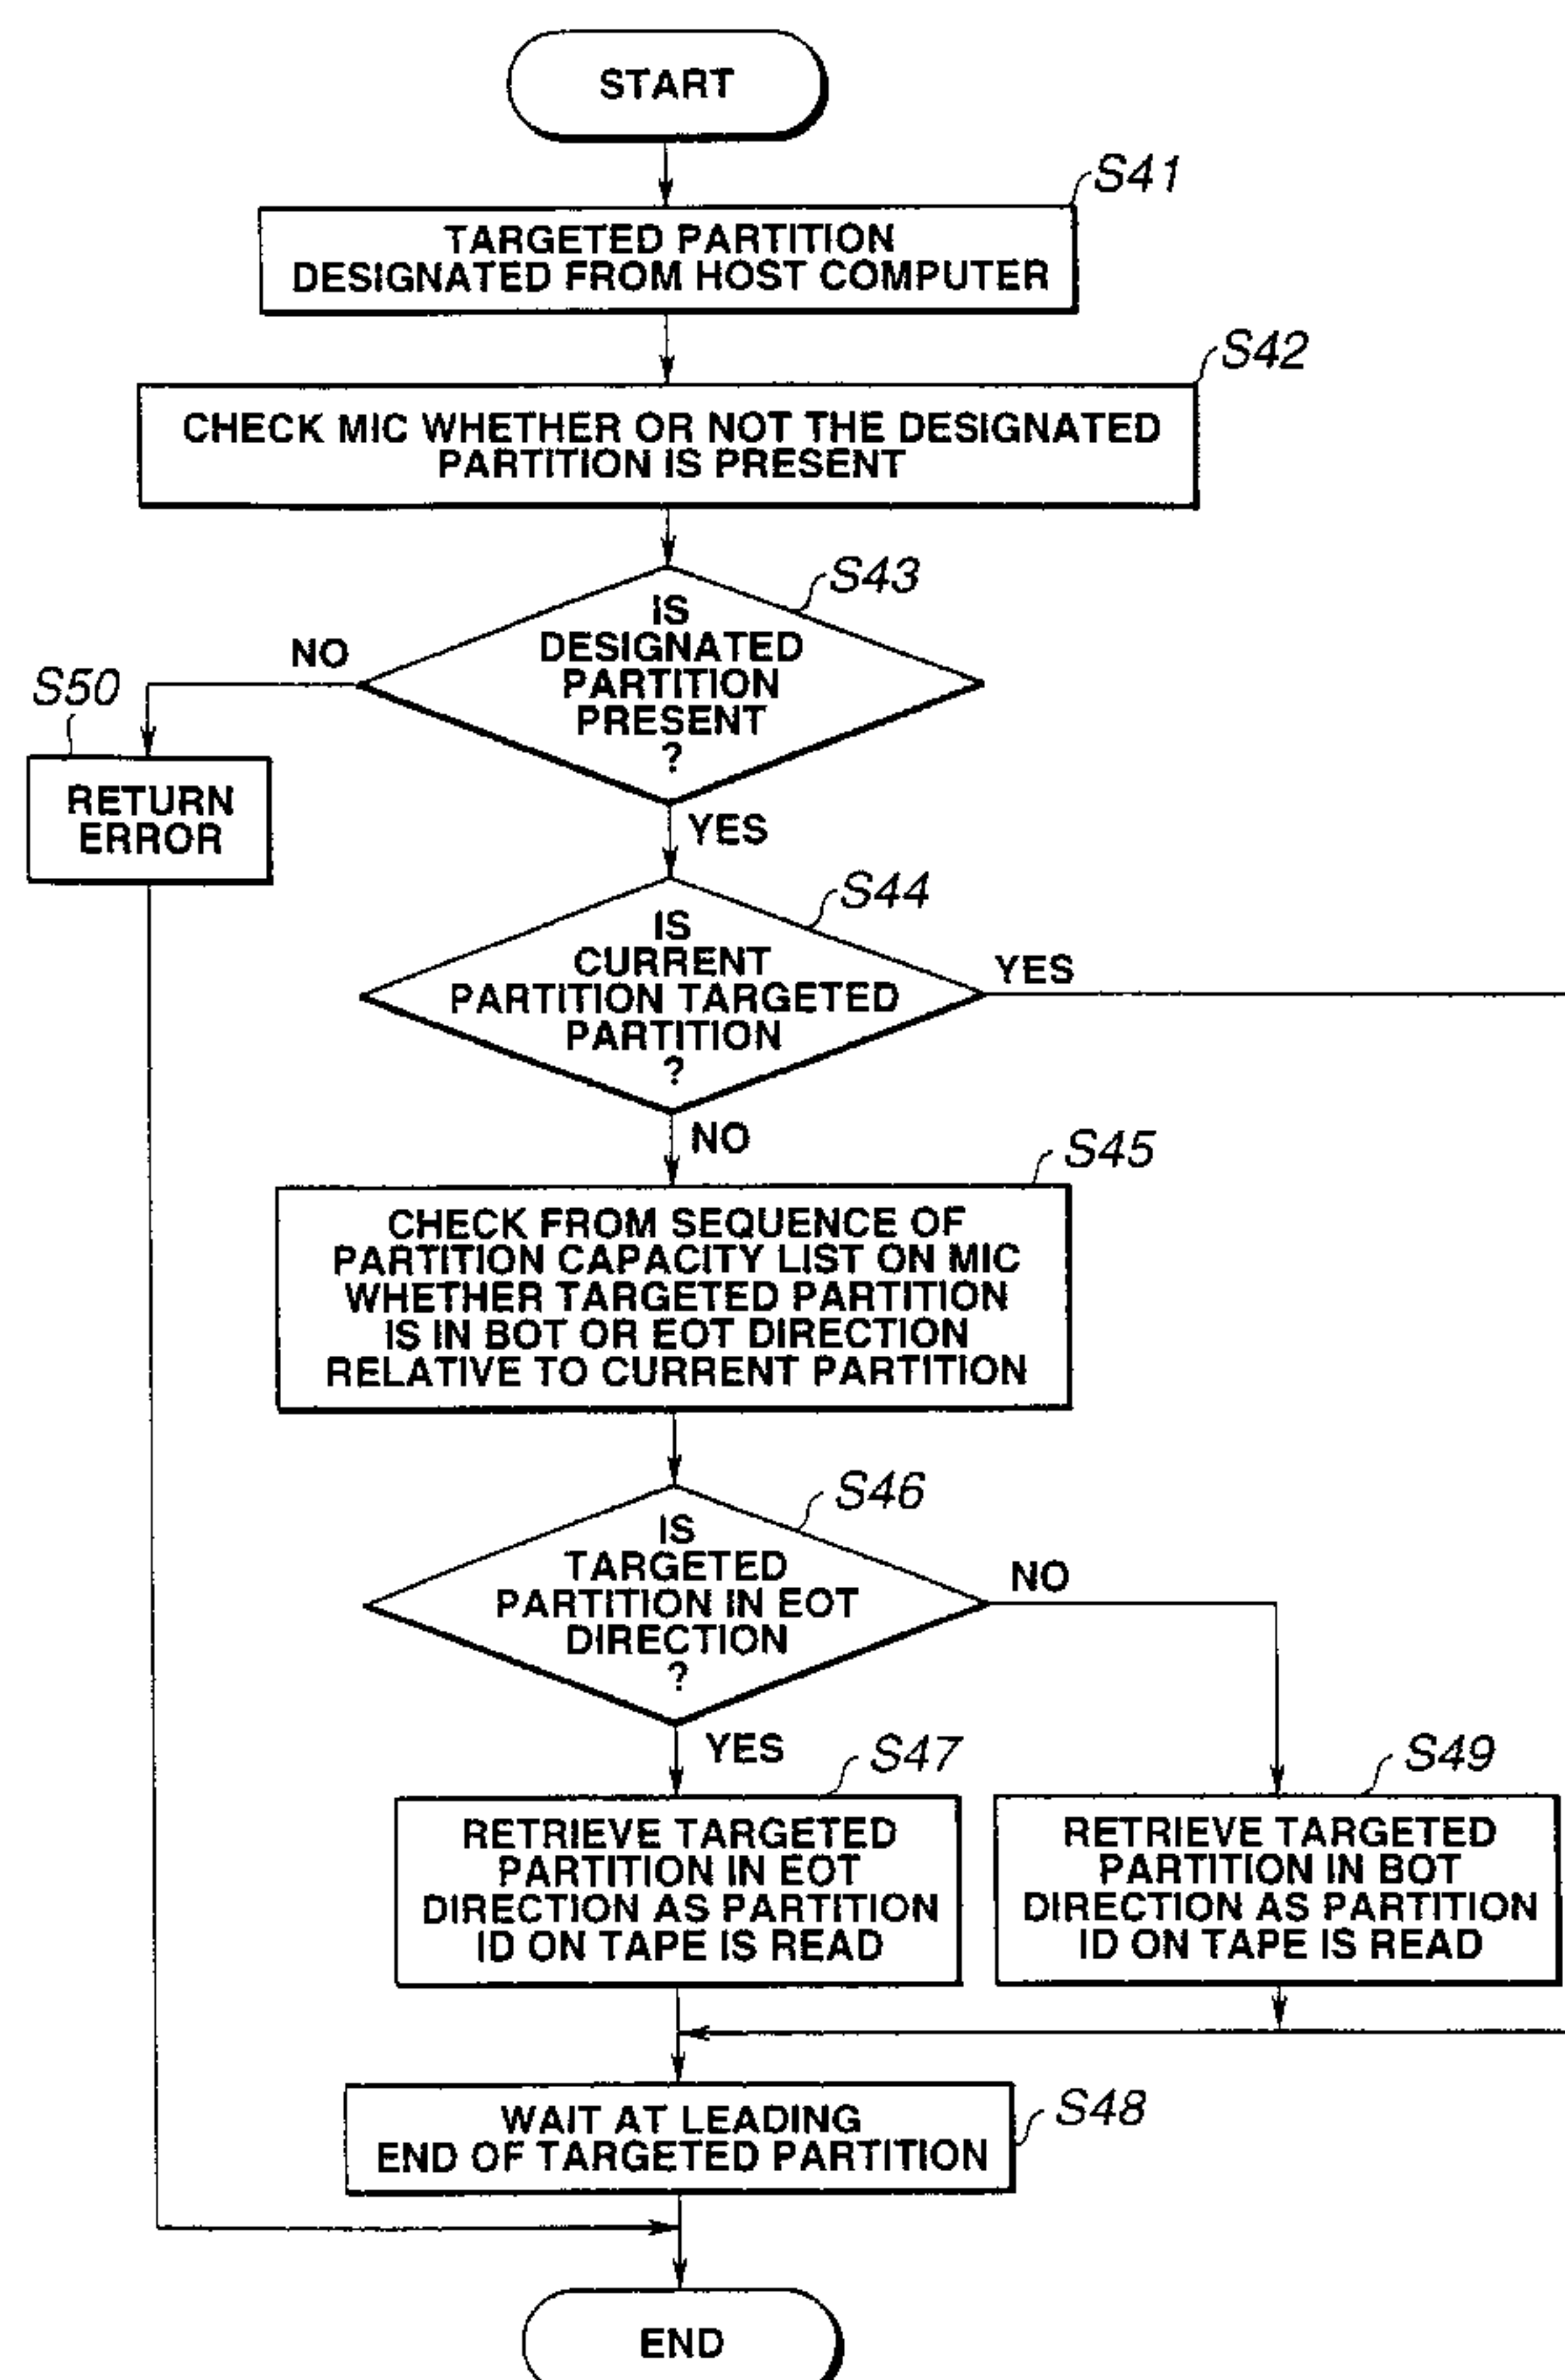 START
S41
TARGETED PARTITION
DESIGNATED FROM HOST COMPUTER
S42
CHECK MIC WHETHER OR NOT THE DESIGNATED
PARTITION IS PRESENT
S43
IS
DESIGNATED
PARTITION
PRESENT
?
NO
S50
RETURN
ERROR
YES
S44
IS
CURRENT
PARTITION TARGETED
PARTITION
?
YES
NO
S45
CHECK FROM SEQUENCE OF
PARTITION CAPACITY LIST ON MIC
WHETHER TARGETED PARTITION
IS IN BOT OR EOT DIRECTION
RELATIVE TO CURRENT PARTITION
S46
IS
TARGETED
PARTITION IN EOT
DIRECTION
?
NO
YES
S47
RETRIEVE TARGETED
PARTITION IN EOT
DIRECTION AS PARTITION
ID ON TAPE IS READ
S49
RETRIEVE TARGETED
PARTITION IN BOT
DIRECTION AS PARTITION
ID ON TAPE IS READ
S48
WAIT AT LEADING
END OF TARGETED PARTITION
END